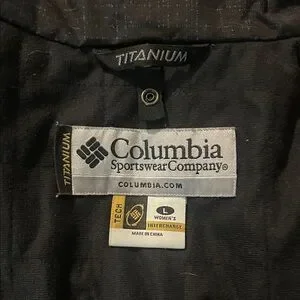 TITANIUM
TITANIUM
Columbia
Sportswear Company®
COLUMBIA.COM
TECH
L
WOMEN'S
INTERCHANGE
MADE IN CHINA